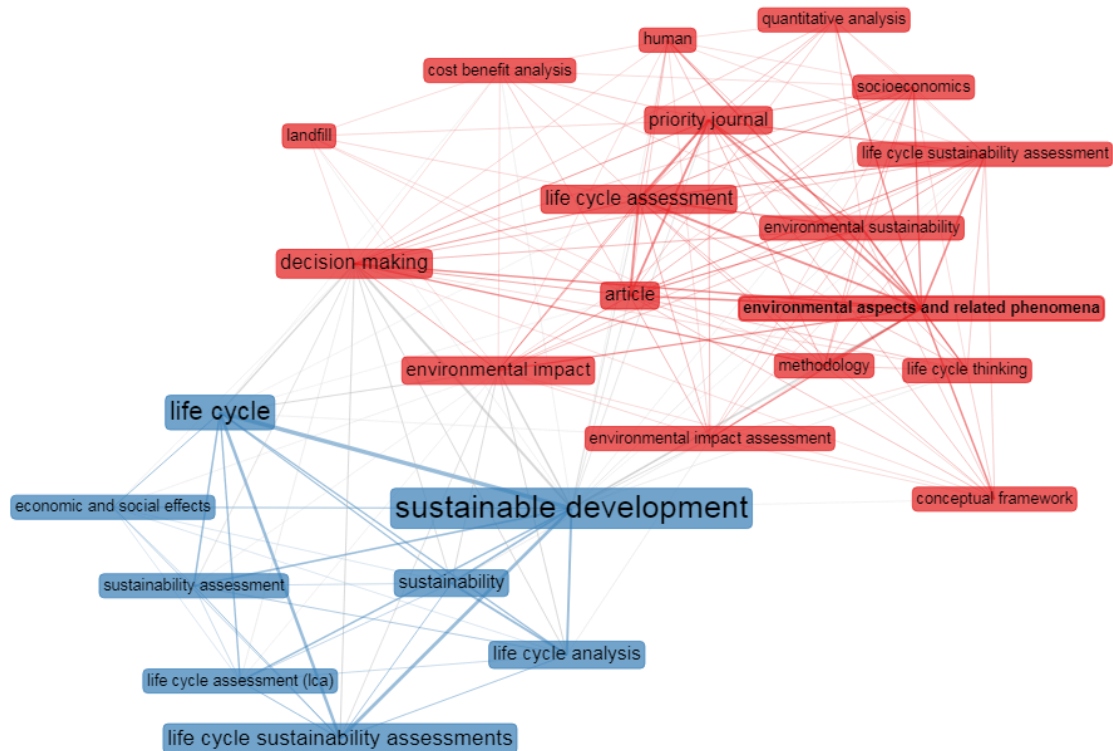 quantitative analysis
human
cost benefit analysis
socioeconomics
priority journal
landfill
life cycle sustainability assessment
life cycle assessment
environmental sustainability
decision making
article
environmental aspects and related phenomena
methodology
life cycle thinking
environmental impact
life cycle
environmental impact assessment
conceptual framework
economic and social effects
sustainable development
sustainability assessment
sustainability
life cycle analysis
life cycle assessment (lca)
life cycle sustainability assessments